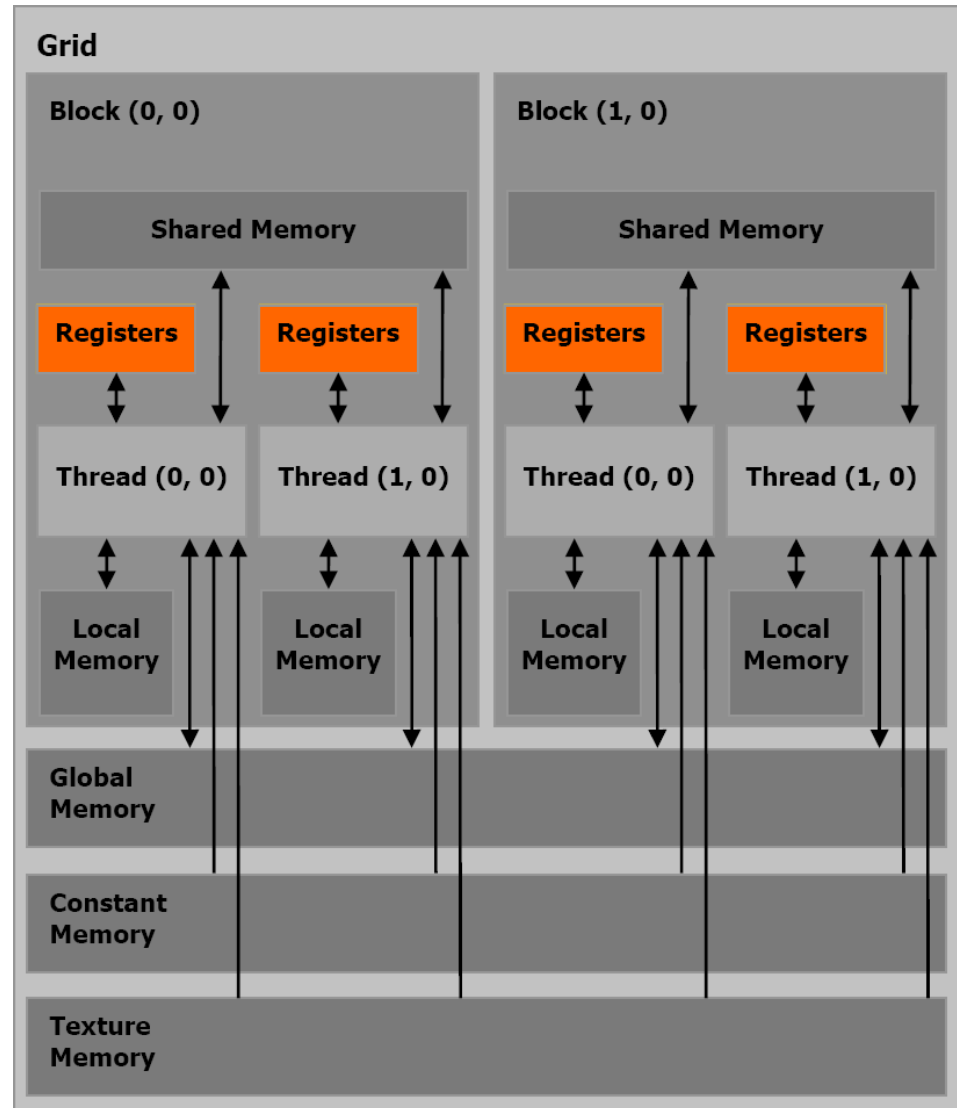 Grid
Block (0, 0)
Block (1, 0)
Shared Memory
Shared Memory
Registers
Registers
Registers
Registers
Thread (0, 0)
Thread (1, 0)
Thread (0, 0)
Thread (1, 0)
Local
Memory
Local
Memory
Local
Memory
Local
Memory
Global
Memory
Constant
Memory
Texture
Memory